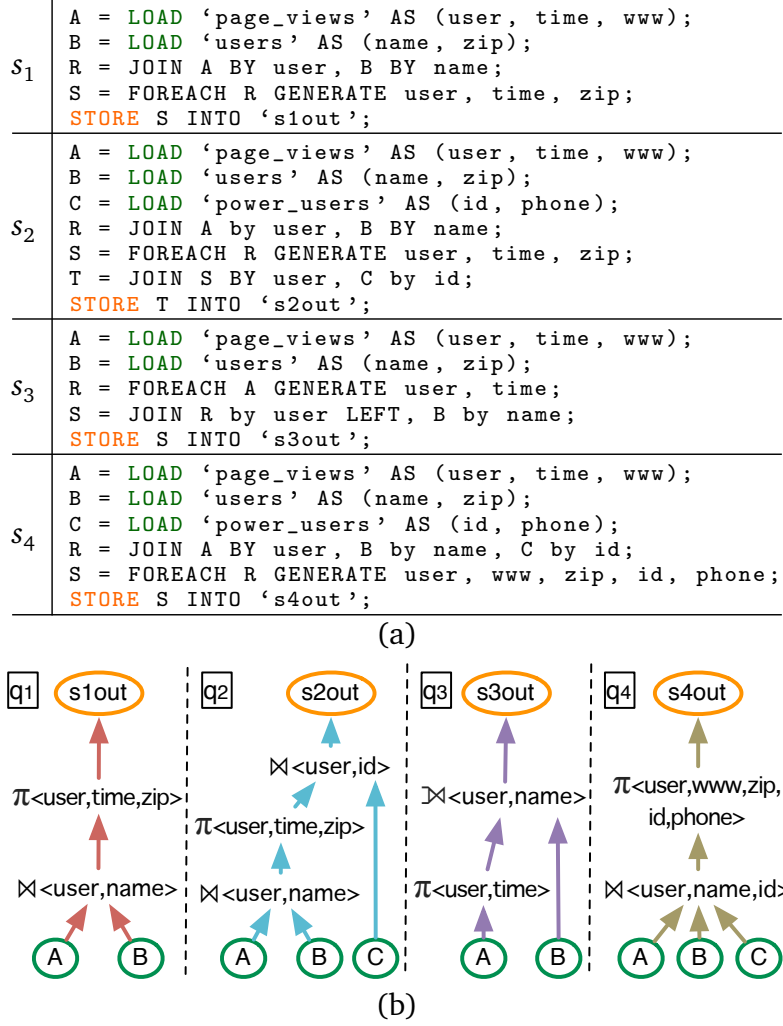 s1
A = LOAD ‘page_views’ AS (user, time, www);
B = LOAD ‘users’ AS (name, zip);
R = JOIN A BY user, B BY name;
S = FOREACH R GENERATE user, time, zip;
STORE S INTO ‘s1out’;
s2
A = LOAD ‘page_views’ AS (user, time, www);
B = LOAD ‘users’ AS (name, zip);
C = LOAD ‘power_users’ AS (id, phone);
R = JOIN A by user, B BY name;
S = FOREACH R GENERATE user, time, zip;
T = JOIN S BY user, C by id;
STORE T INTO ‘s2out’;
s3
A = LOAD ‘page_views’ AS (user, time, www);
B = LOAD ‘users’ AS (name, zip);
R = FOREACH A GENERATE user, time;
S = JOIN R by user LEFT, B by name;
STORE S INTO ‘s3out’;
s4
A = LOAD ‘page_views’ AS (user, time, www);
B = LOAD ‘users’ AS (name, zip);
C = LOAD ‘power_users’ AS (id, phone);
R = JOIN A BY user, B by name, C by id;
S = FOREACH R GENERATE user, www, zip, id, phone;
STORE S INTO ‘s4out’;
(a)
q1
s1out
π<user,time,zip>
⋈<user,name>
A B
q2
s2out
⋈<user,id>
π<user,time,zip>
⋈<user,name>
A B C
q3
s3out
⟕<user,name>
π<user,time>
A B
q4
s4out
π<user,www,zip,
id,phone>
⋈<user,name,id>
A B C
(b)